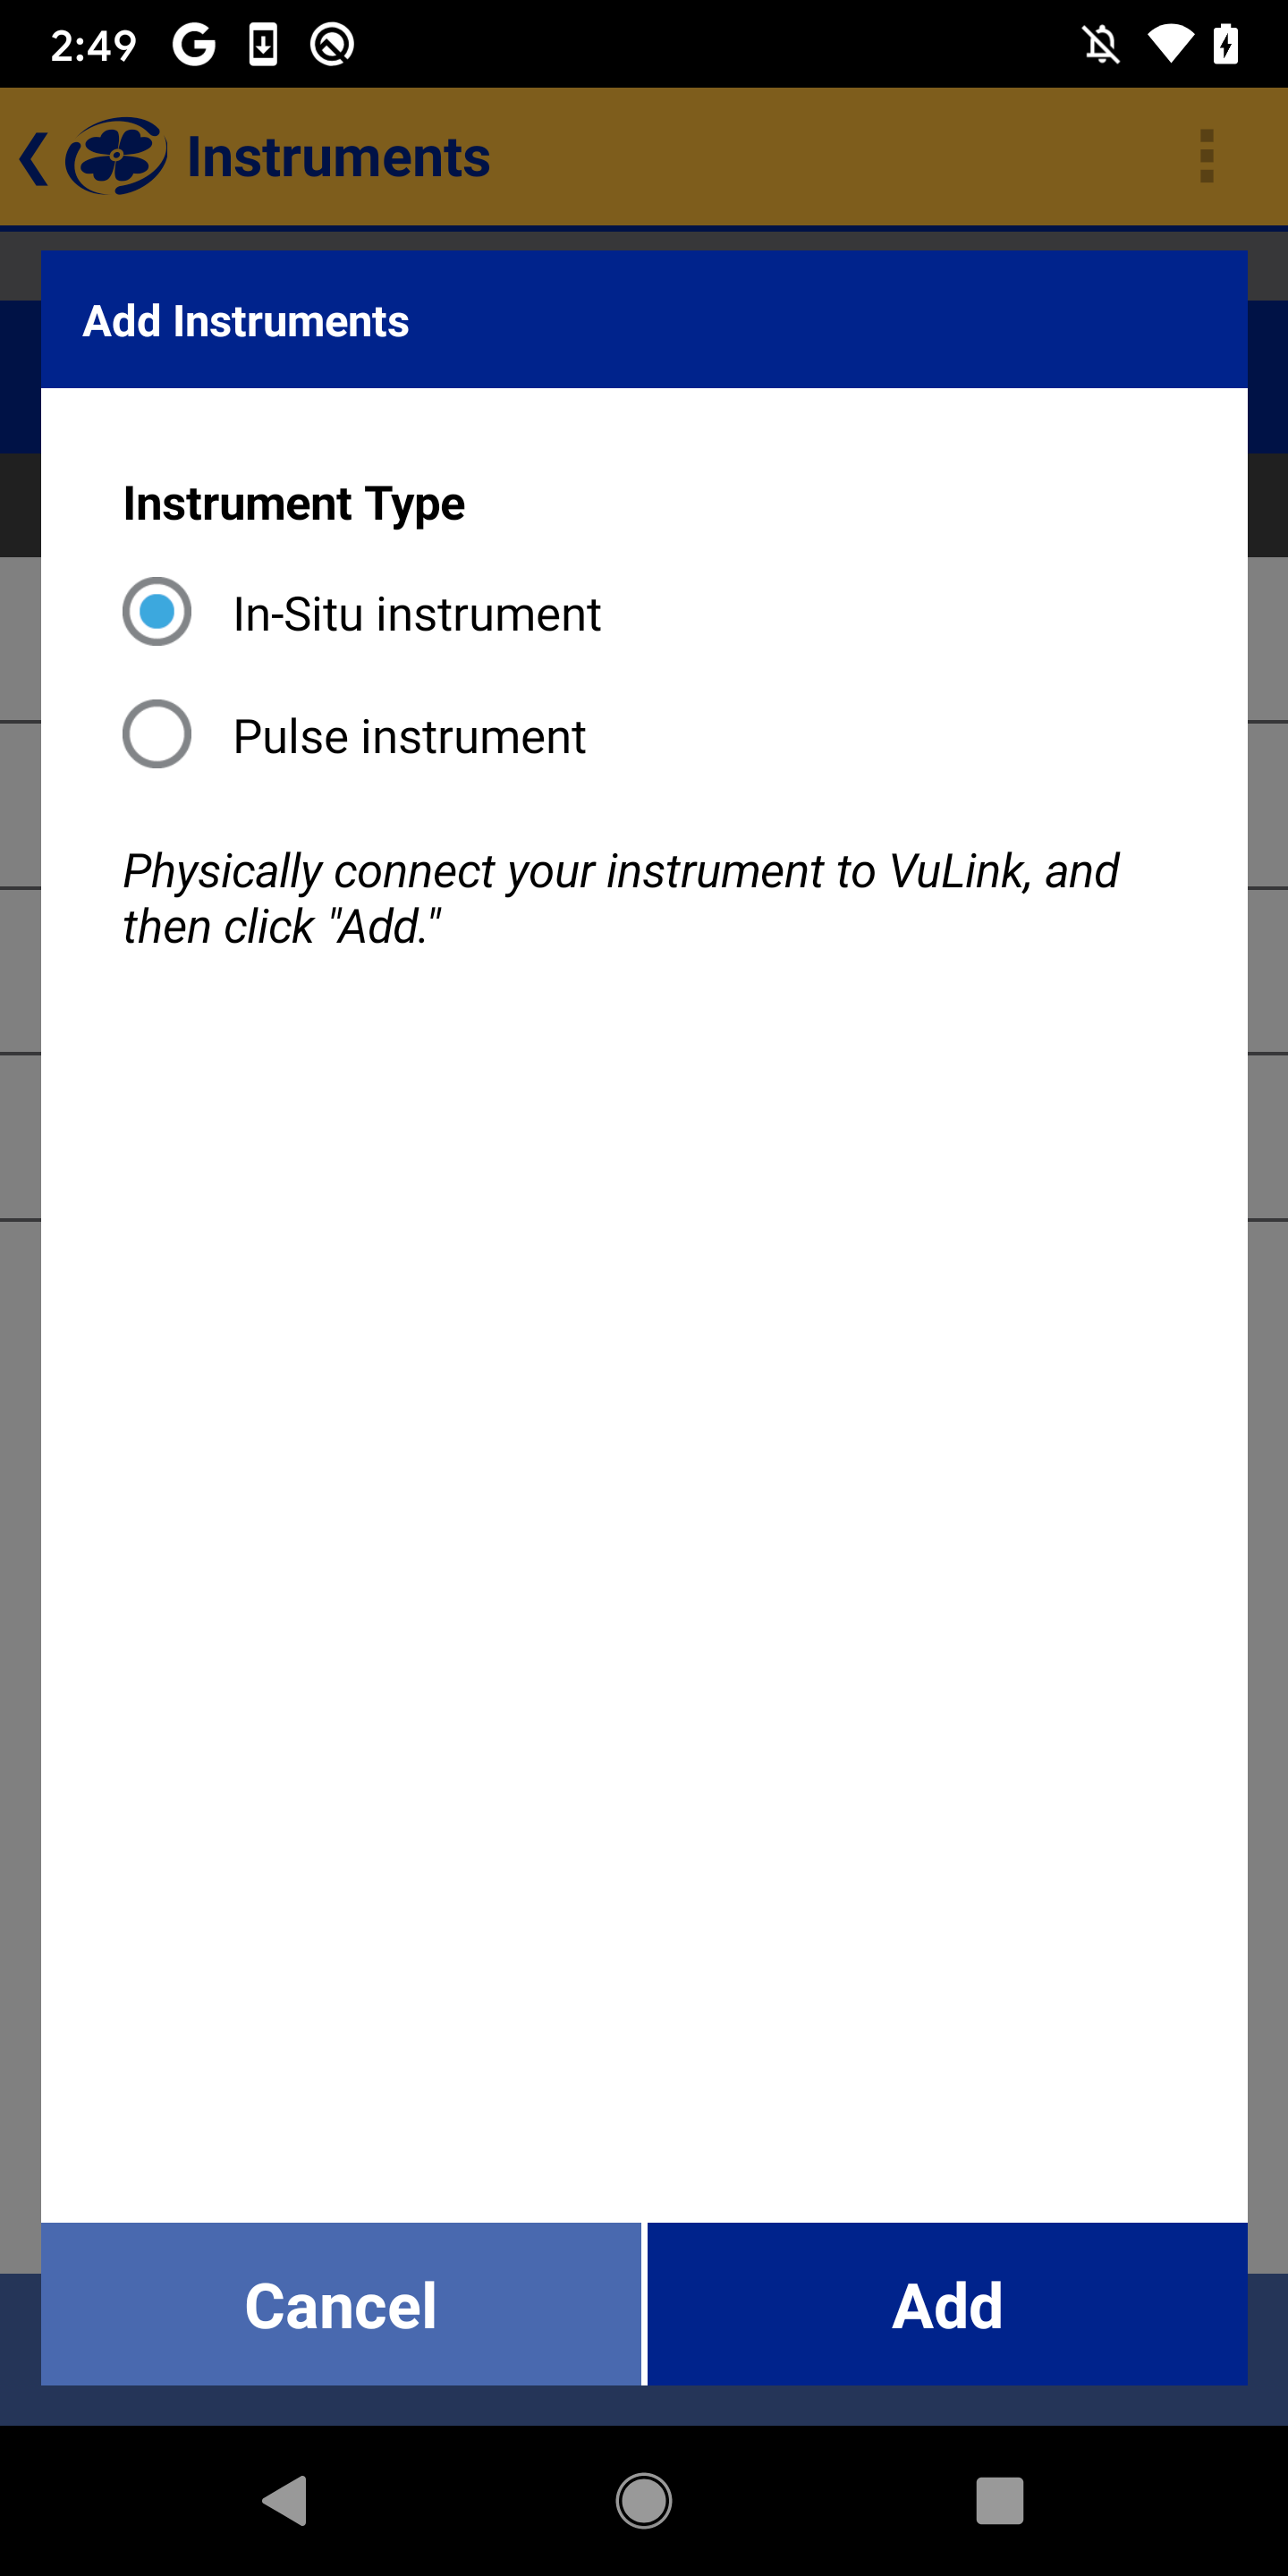 2:49
Instruments
Add Instruments
Instrument Type
In-Situ instrument
Pulse instrument
Physically connect your instrument to VuLink, and
then click "Add."
Cancel
Add